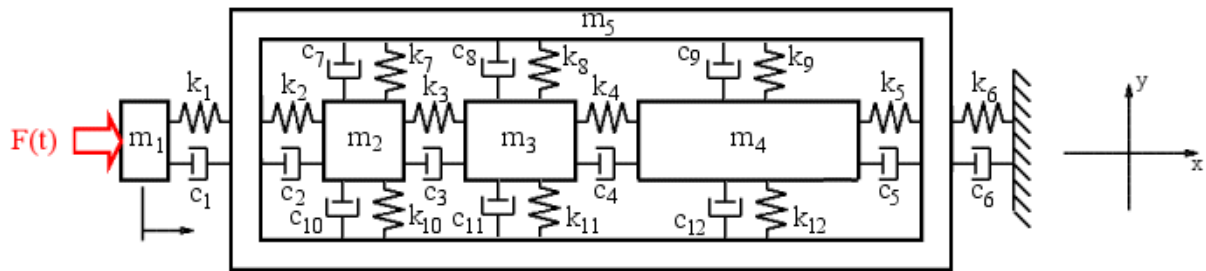 m₅
c₇ k₇ c₈ k₈ c₉ k₉
k₁ k₂ k₃ k₄ k₅ k₆
F(t) m₁ m₂ m₃ m₄
c₁ c₂ c₃ c₄ c₅ c₆
c₁₀ k₁₀ c₁₁ k₁₁ c₁₂ k₁₂
y
x